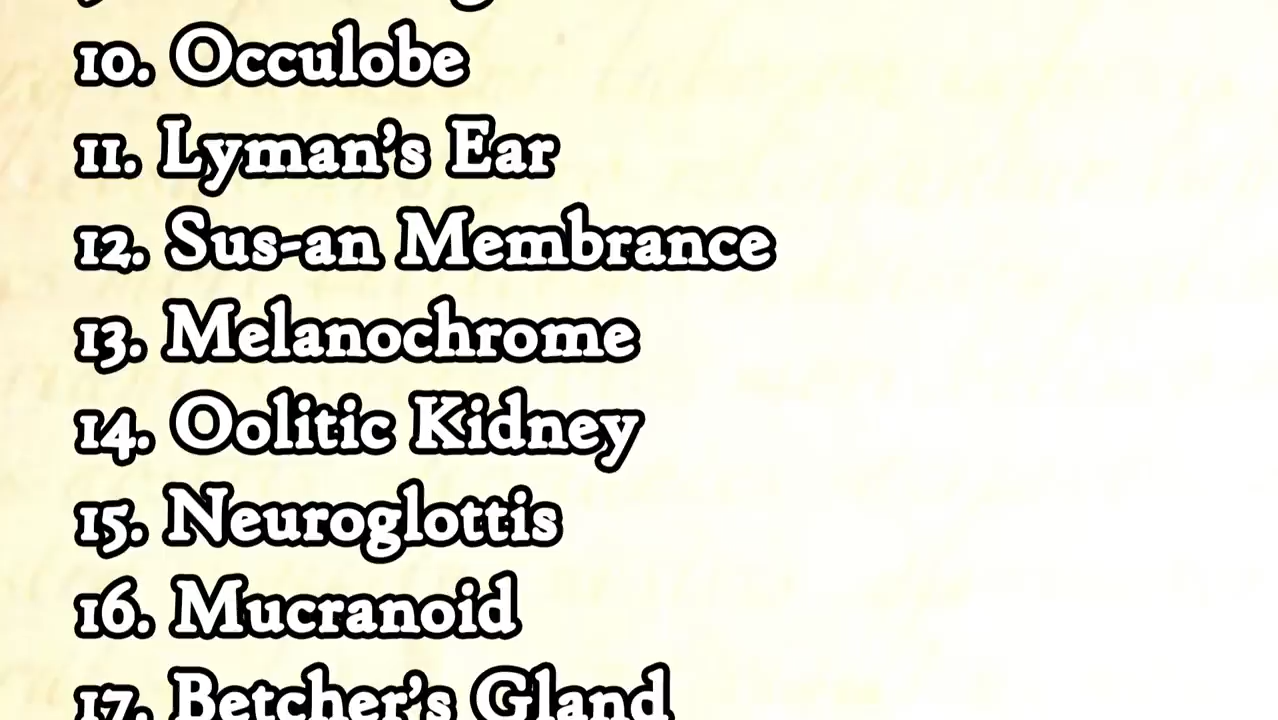 10. Occulobe
11. Lyman's Ear
12. Sus-an Membrance
13. Melanochrome
14. Oolitic Kidney
15. Neuroglottis
16. Mucranoid
17. Betcher's Gland